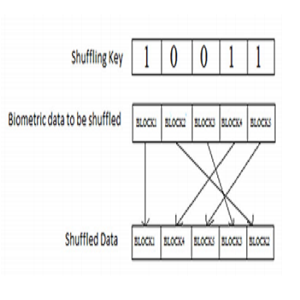 Shuffling Key 1 0 0 1 1
Biometric data to be shuffled BLOCK1 BLOCK2 BLOCK3 BLOCK4 BLOCK5
Shuffled Data BLOCK1 BLOCK4 BLOCK5 BLOCK3 BLOCK2